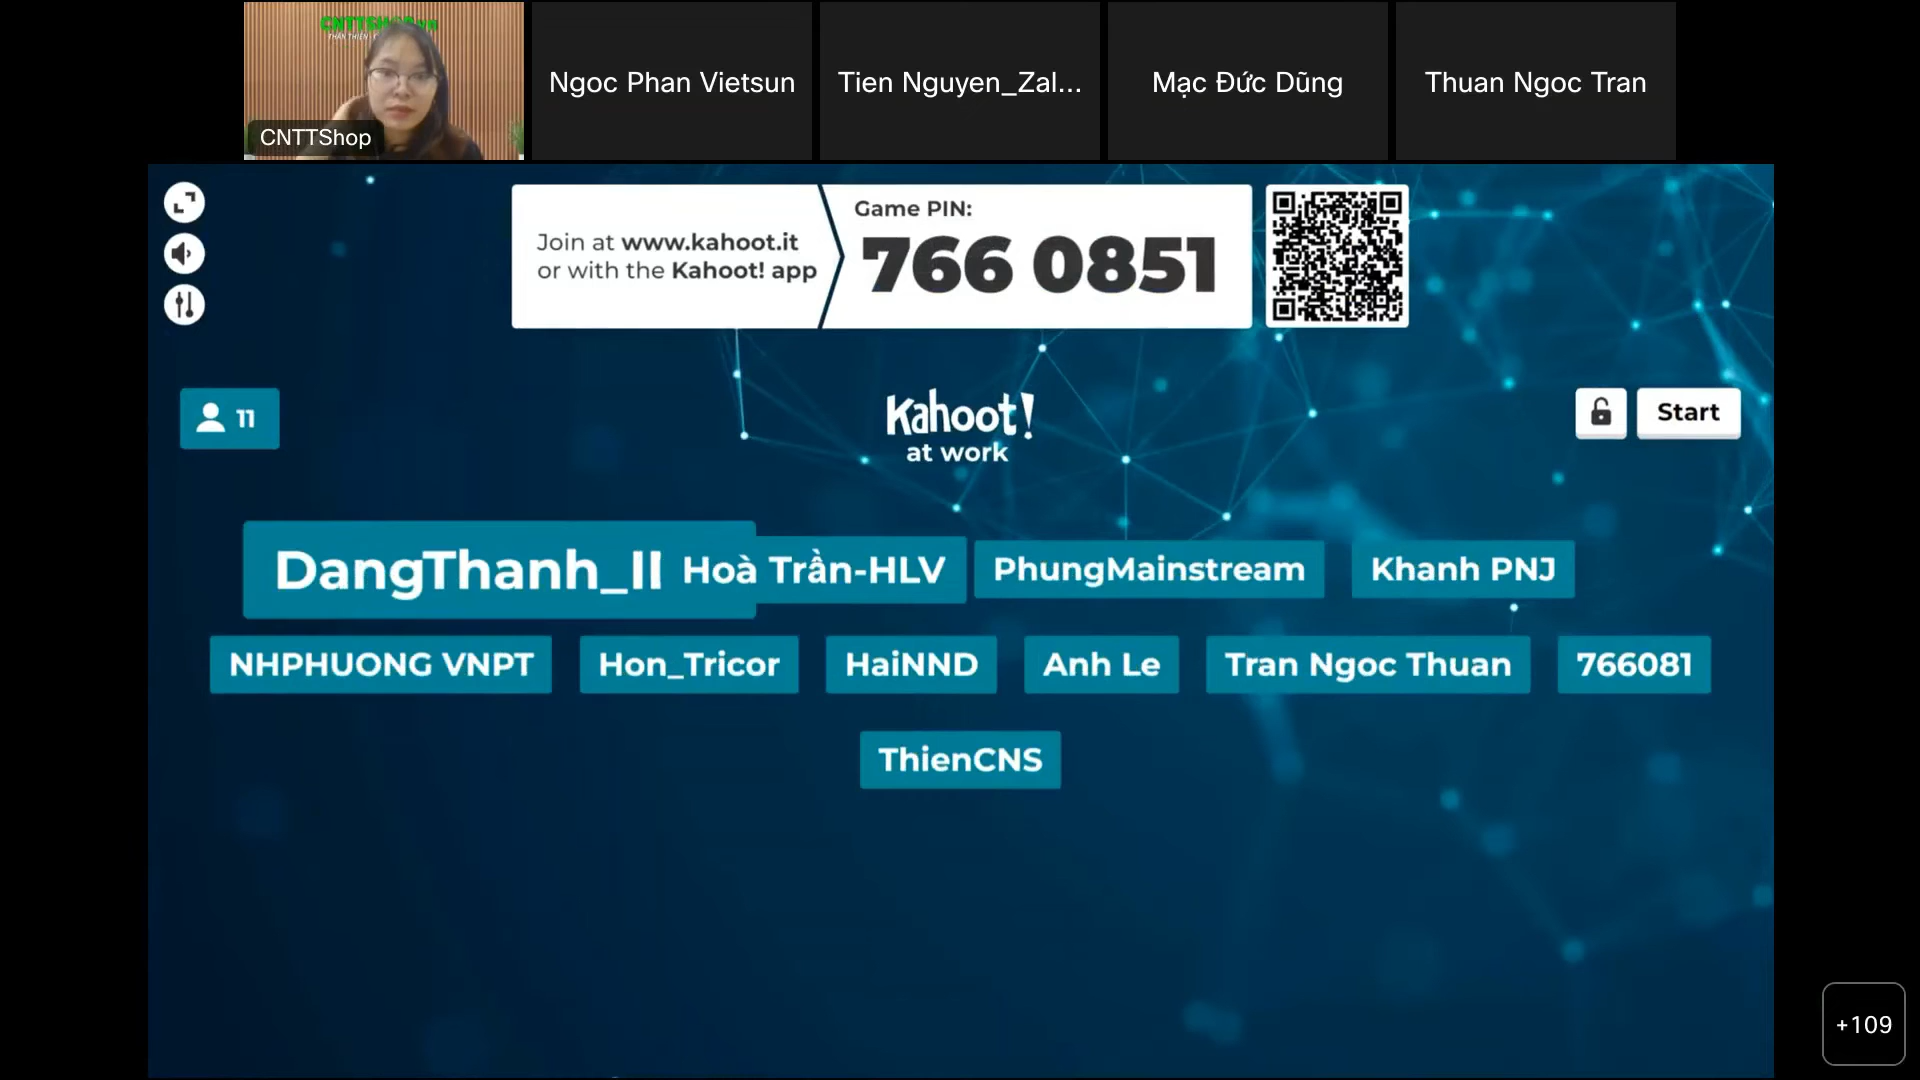 CNTTSHOP.VN
CNTTShop
Ngoc Phan Vietsun
Tien Nguyen_Zal...
Mạc Đức Dũng
Thuan Ngoc Tran
Join at www.kahoot.it
or with the Kahoot! app
Game PIN:
766 0851
11
Kahoot!
at work
Start
DangThanh_II
Hoà Trần-HLV
PhungMainstream
Khanh PNJ
NHPHUONG VNPT
Hon_Tricor
HaiNND
Anh Le
Tran Ngoc Thuan
766081
ThienCNS
+109